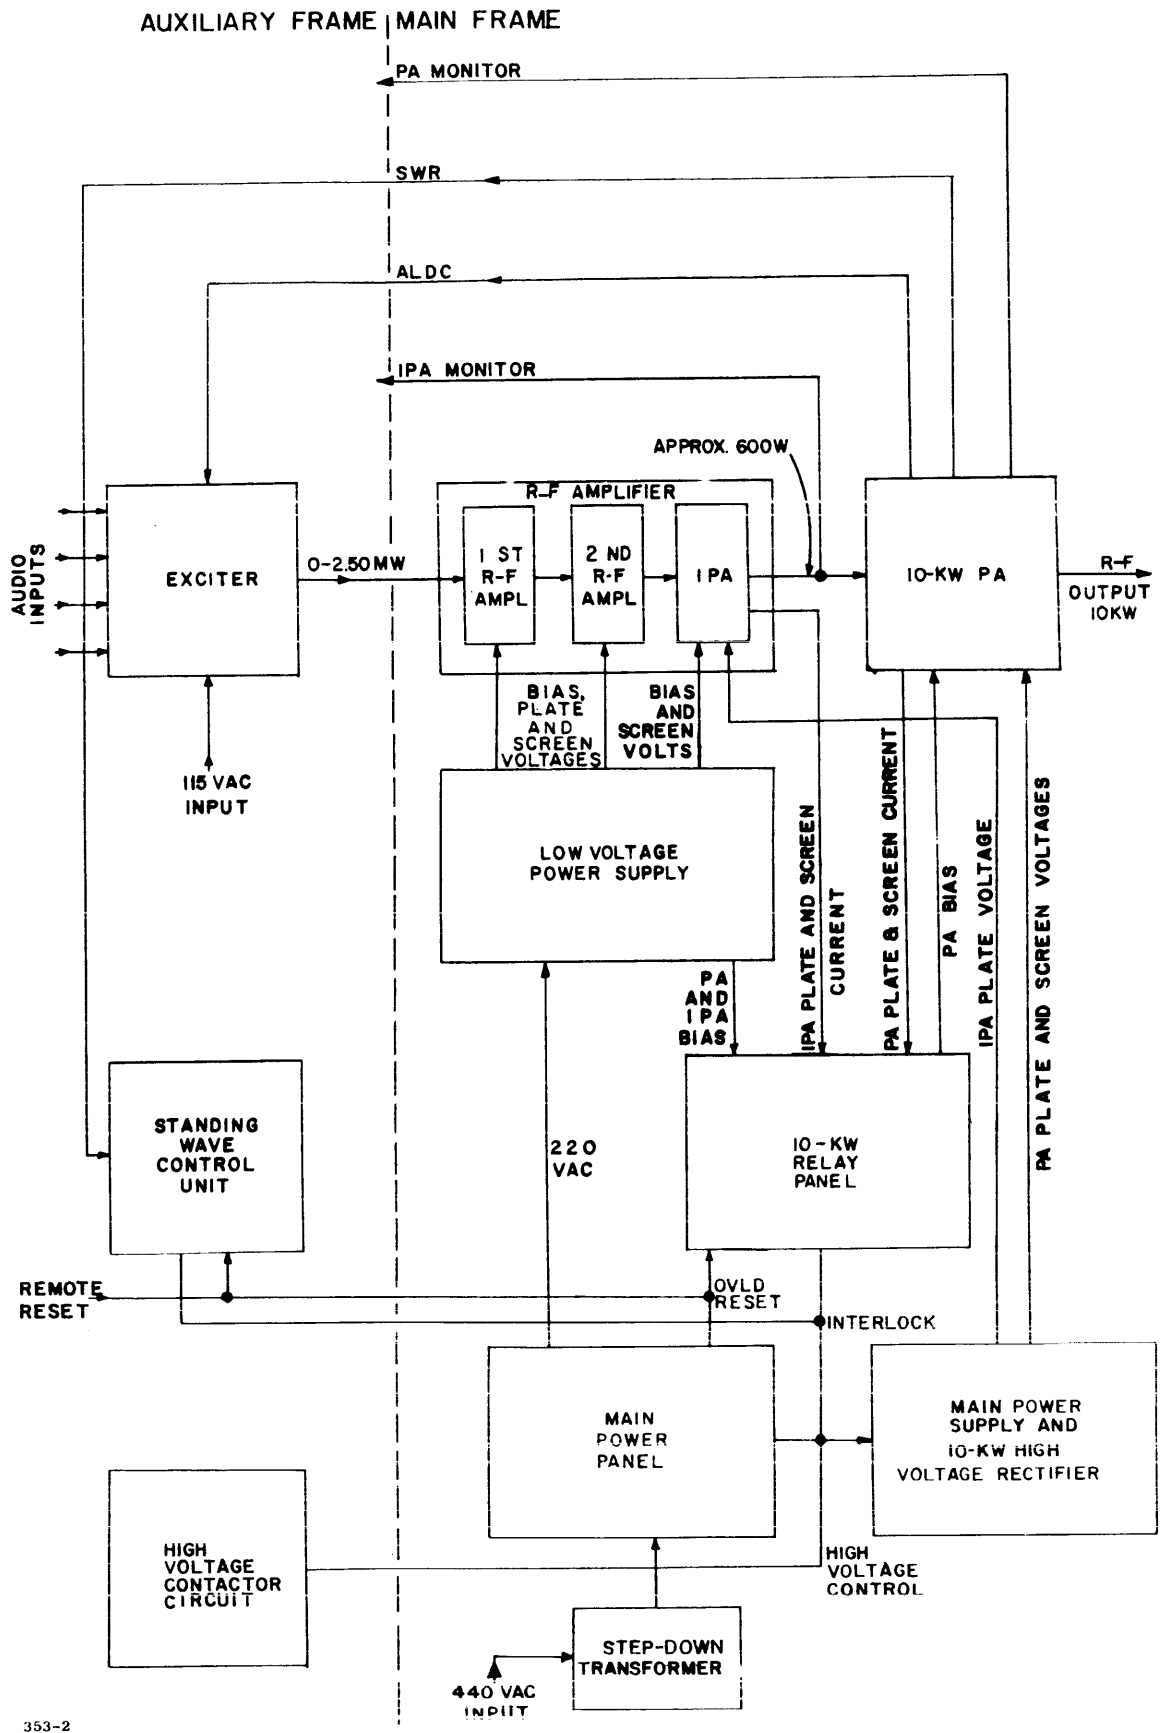 AUXILIARY FRAME MAIN FRAME
PA MONITOR
SWR
ALDC
IPA MONITOR
APPROX. 600W
R-F AMPLIFIER
AUDIO
INPUTS
EXCITER
0-2.50MW
1 ST
R-F
AMPL
2 ND
R-F
AMPL
IPA
10-KW PA
R-F
OUTPUT
10KW
115 VAC
INPUT
BIAS,
PLATE
AND
SCREEN
VOLTAGES
BIAS
AND
SCREEN
VOLTS
LOW VOLTAGE
POWER SUPPLY
IPA PLATE AND SCREEN
CURRENT
PA PLATE & SCREEN CURRENT
PA BIAS
IPA PLATE VOLTAGE
PA PLATE AND SCREEN VOLTAGES
PA
AND
IPA
BIAS
STANDING
WAVE
CONTROL
UNIT
220
VAC
10-KW
RELAY
PANEL
REMOTE
RESET
OVLD
RESET
INTERLOCK
MAIN
POWER
PANEL
MAIN POWER
SUPPLY AND
10-KW HIGH
VOLTAGE RECTIFIER
HIGH
VOLTAGE
CONTACTOR
CIRCUIT
HIGH
VOLTAGE
CONTROL
STEP-DOWN
TRANSFORMER
440 VAC
INPUT
353-2